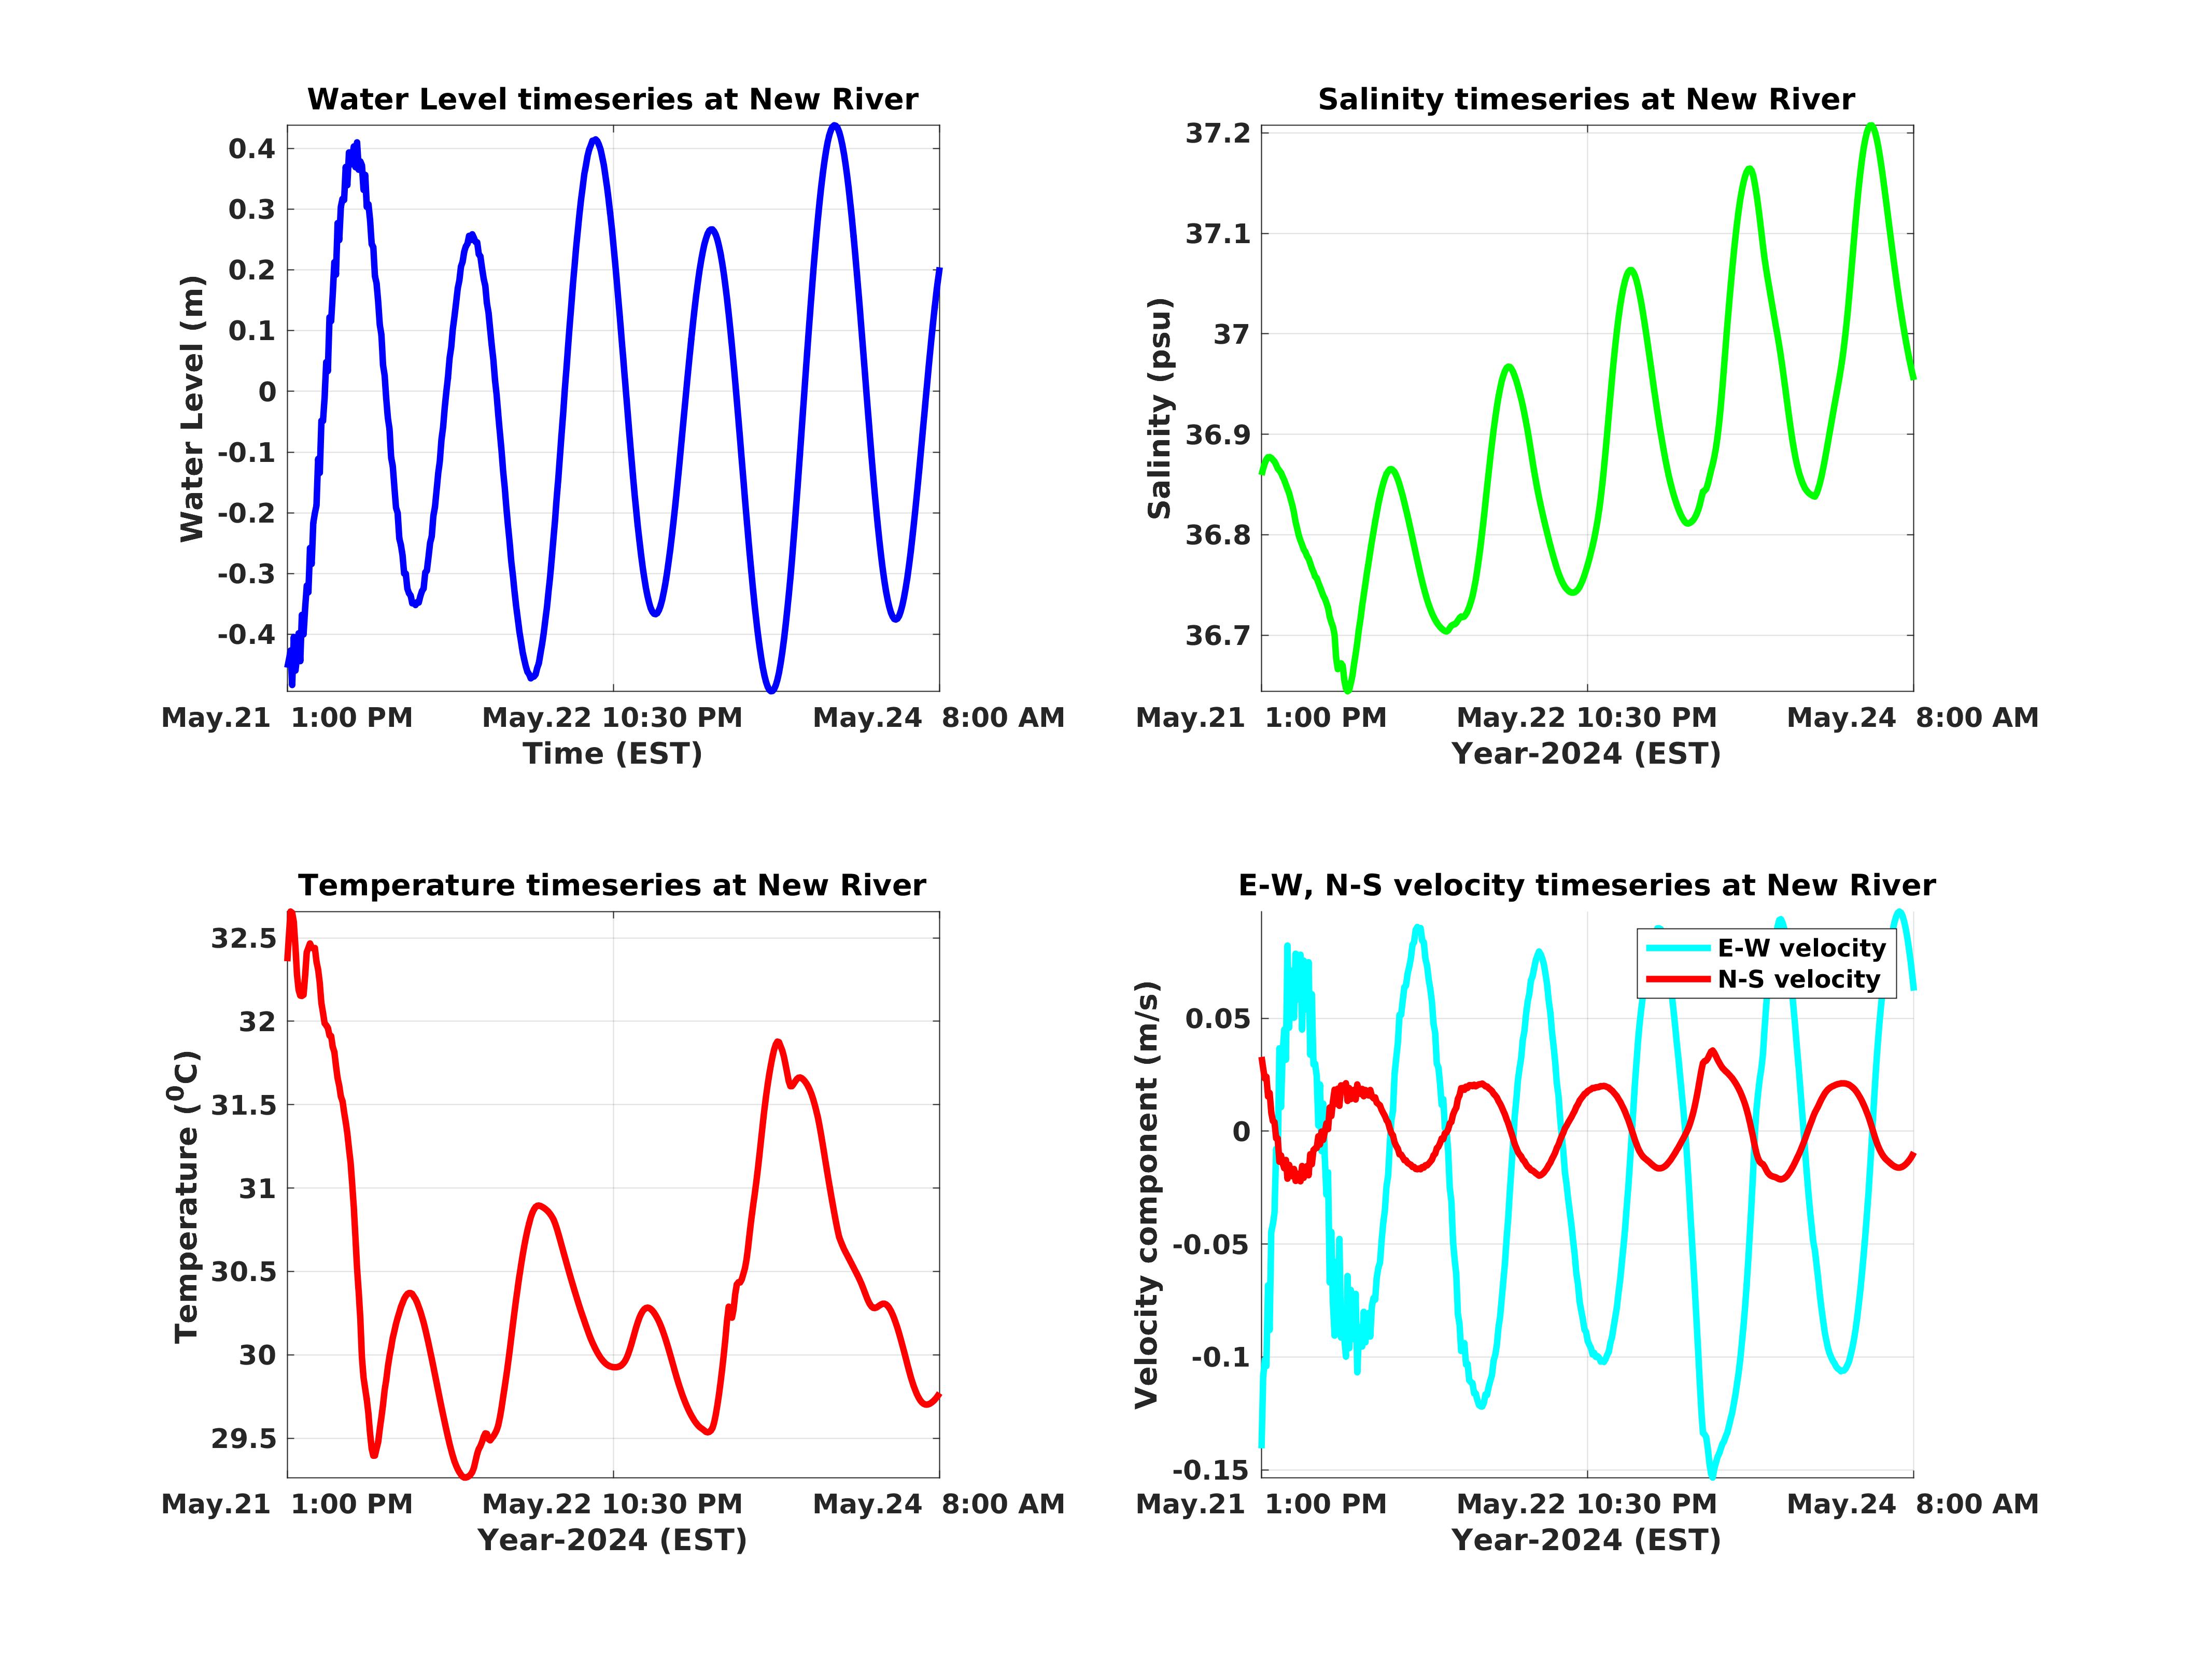 Water Level timeseries at New River
Water Level (m)
0.4
0.3
0.2
0.1
0
-0.1
-0.2
-0.3
-0.4
May.21 1:00 PM
May.22 10:30 PM
May.24 8:00 AM
Time (EST)
Salinity timeseries at New River
Salinity (psu)
37.2
37.1
37
36.9
36.8
36.7
May.21 1:00 PM
May.22 10:30 PM
May.24 8:00 AM
Year-2024 (EST)
Temperature timeseries at New River
Temperature (⁰C)
32.5
32
31.5
31
30.5
30
29.5
May.21 1:00 PM
May.22 10:30 PM
May.24 8:00 AM
Year-2024 (EST)
E-W, N-S velocity timeseries at New River
Velocity component (m/s)
0.05
0
-0.05
-0.1
-0.15
E-W velocity
N-S velocity
May.21 1:00 PM
May.22 10:30 PM
May.24 8:00 AM
Year-2024 (EST)